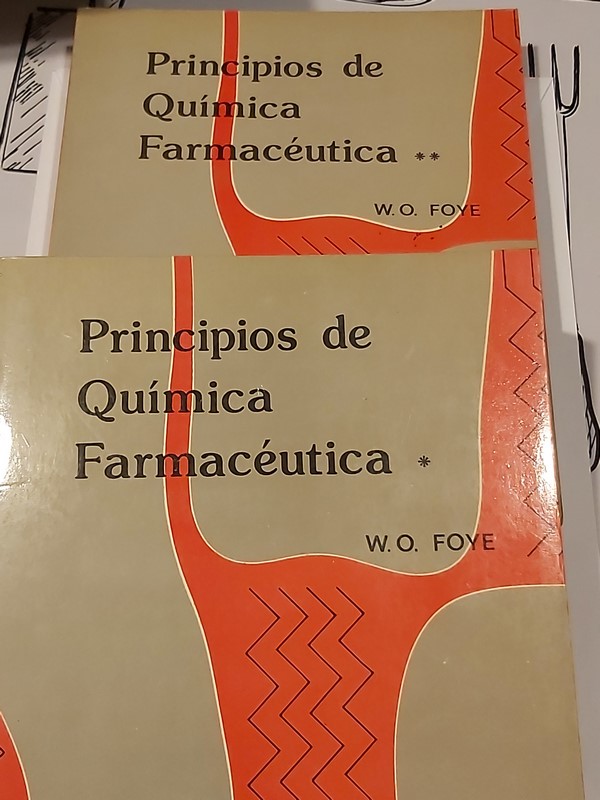 Principios de
Química
Farmacéutica **
W. O. FOYE
Principios de
Química
Farmacéutica *
W. O. FOYE